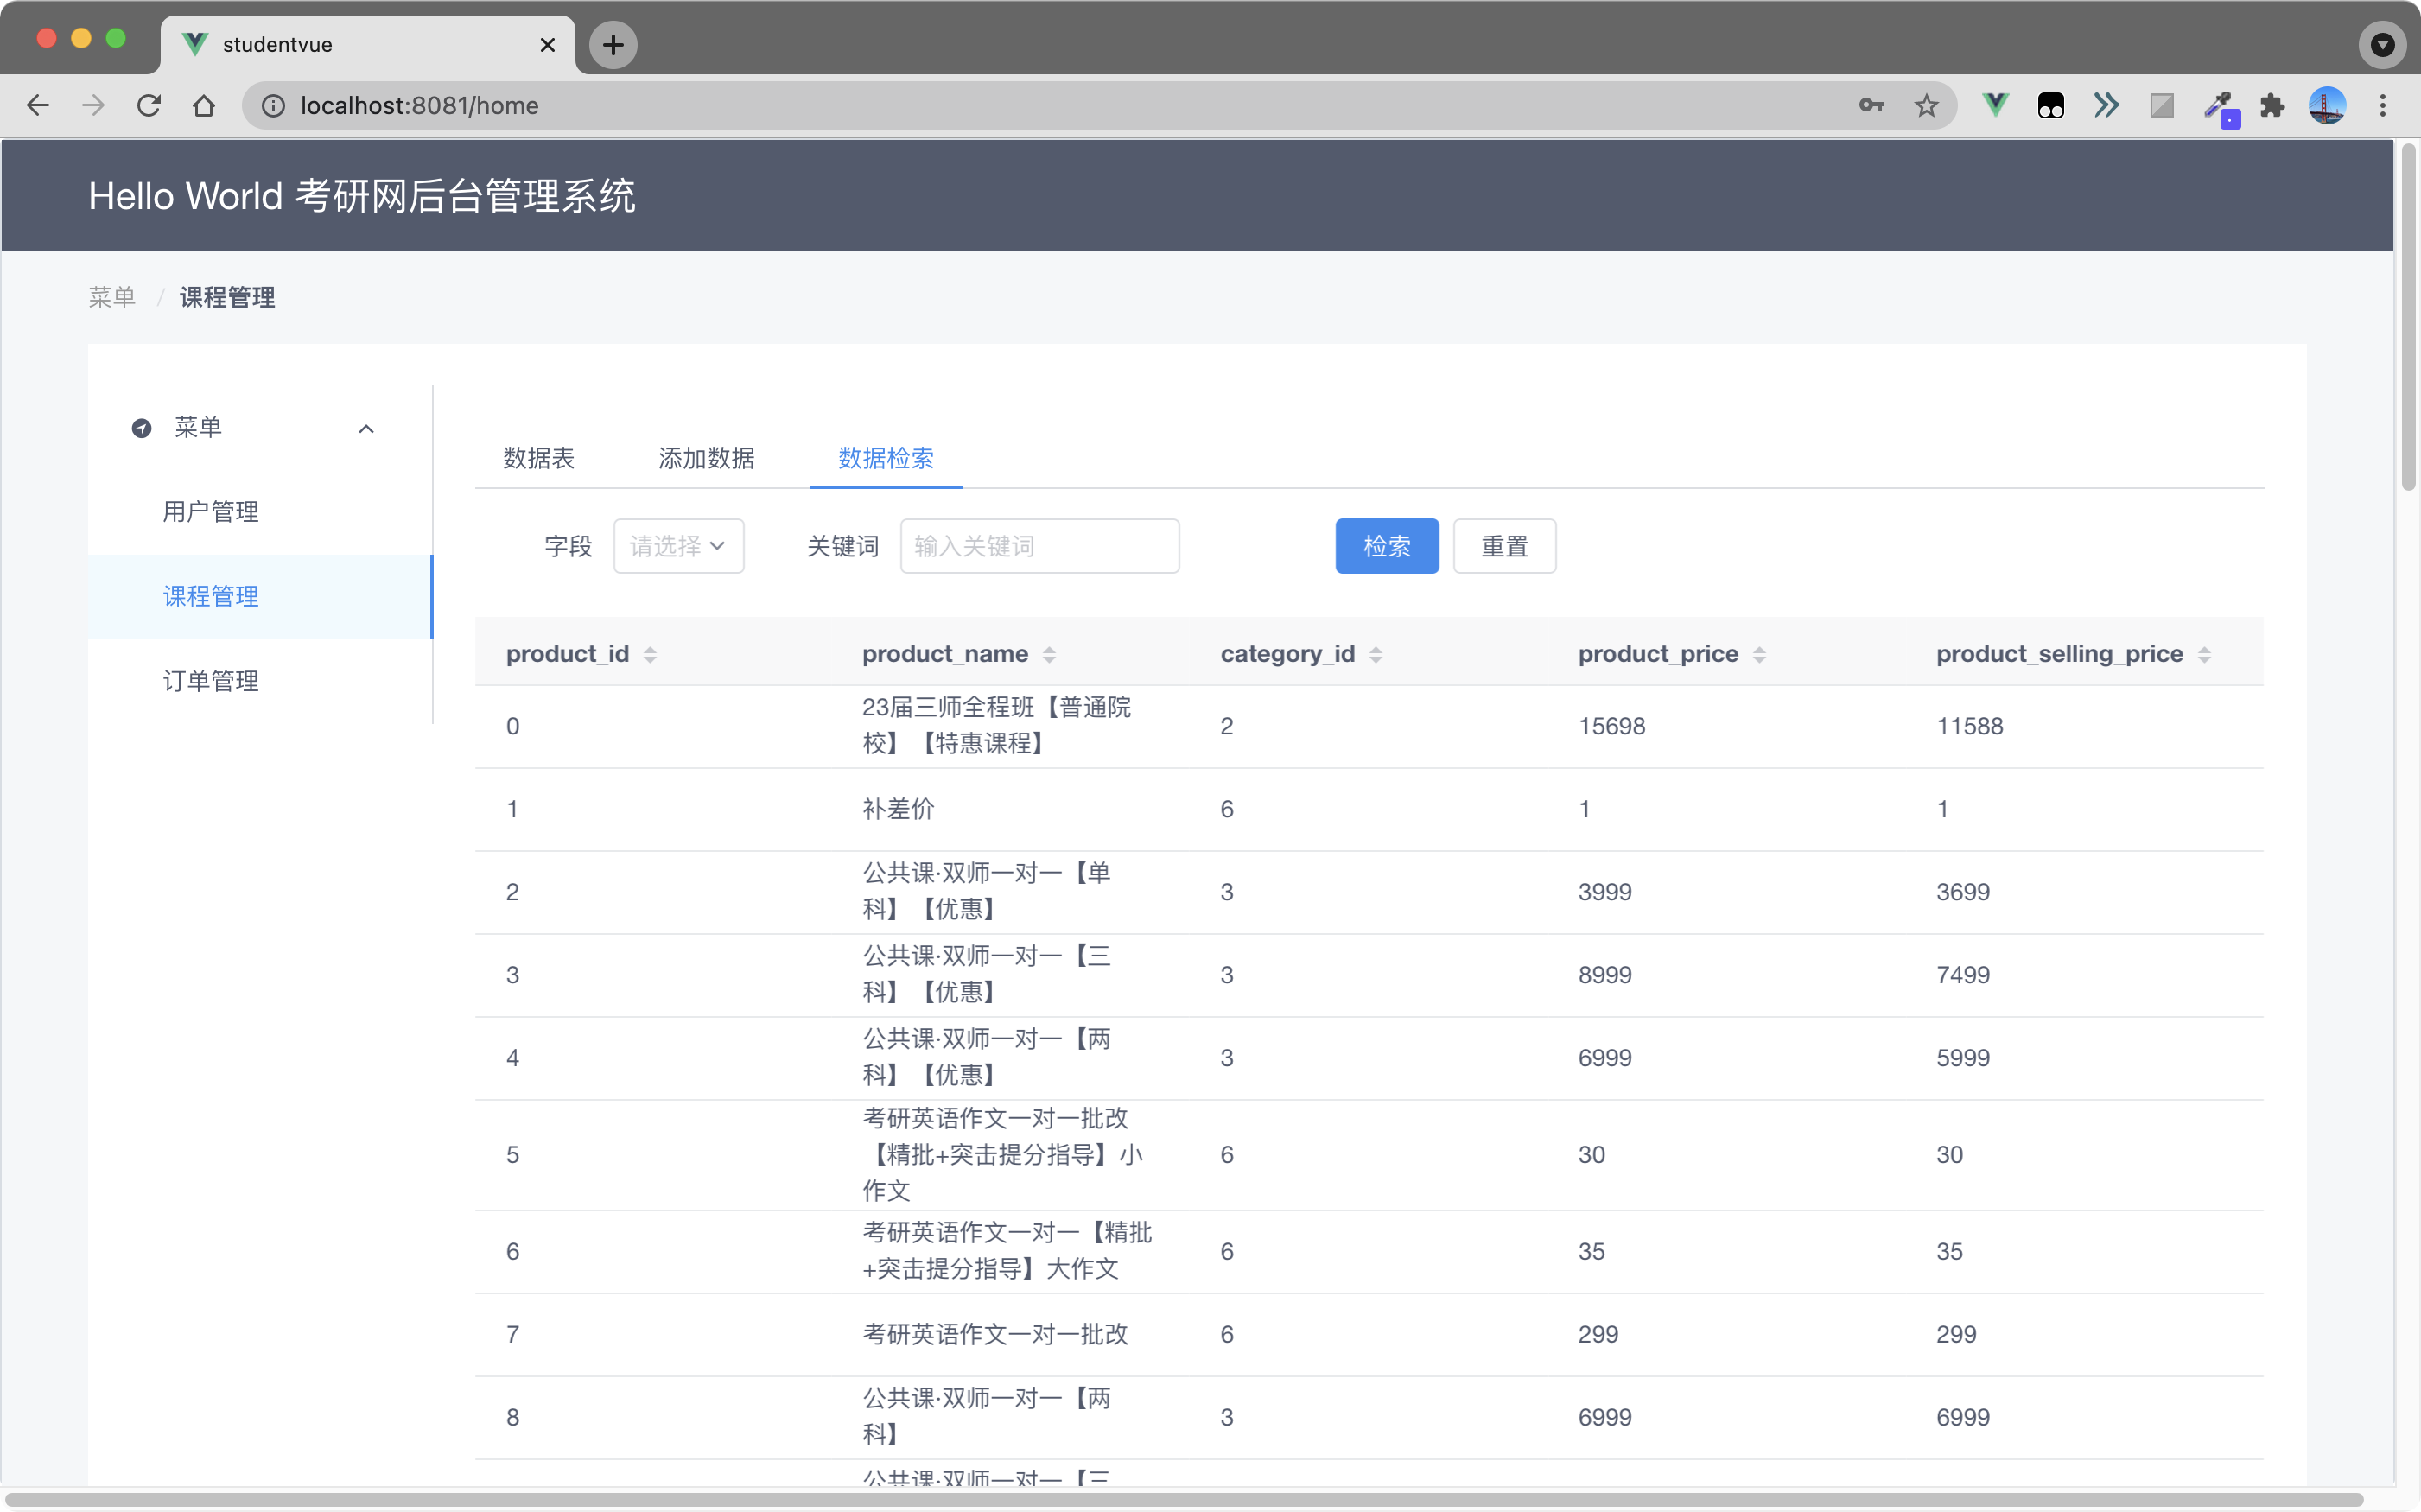 studentvue
localhost:8081/home
Hello World 考研网后台管理系统
菜单 / 课程管理
菜单
用户管理
课程管理
订单管理
数据表 添加数据 数据检索
字段 请选择 关键词 输入关键词 检索 重置
product_id product_name category_id product_price product_selling_price
0 23届三师全程班【普通院校】【特惠课程】 2 15698 11588
1 补差价 6 1 1
2 公共课·双师一对一【单科】【优惠】 3 3999 3699
3 公共课·双师一对一【三科】【优惠】 3 8999 7499
4 公共课·双师一对一【两科】【优惠】 3 6999 5999
5 考研英语作文一对一批改【精批+突击提分指导】小作文 6 30 30
6 考研英语作文一对一【精批+突击提分指导】大作文 6 35 35
7 考研英语作文一对一批改 6 299 299
8 公共课·双师一对一【两科】 3 6999 6999
公共课·双师一对一【三